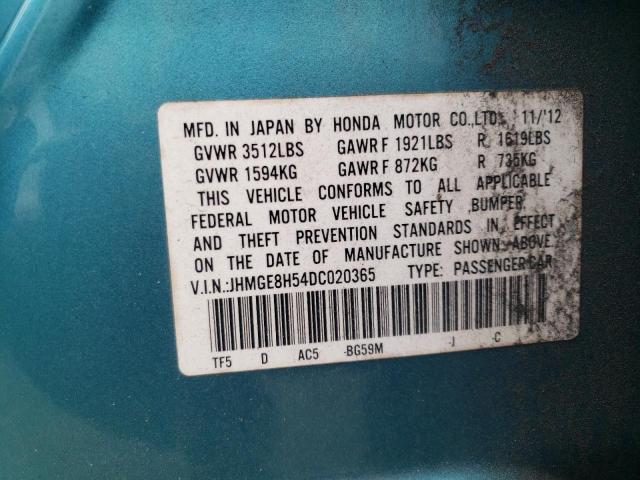 MFD. IN JAPAN BY HONDA MOTOR CO.,LTD. 11/'12
GVWR 3512LBS GAWR F 1921LBS R 1619LBS
GVWR 1594KG GAWR F 872KG R 735KG
THIS VEHICLE CONFORMS TO ALL APPLICABLE
FEDERAL MOTOR VEHICLE SAFETY ,BUMPER
AND THEFT PREVENTION STANDARDS IN EFFECT
ON THE DATE OF MANUFACTURE SHOWN ABOVE.
V.I.N.:JHMGE8H54DC020365 TYPE: PASSENGER CAR
TF5 D AC5 -BG59M -J -C